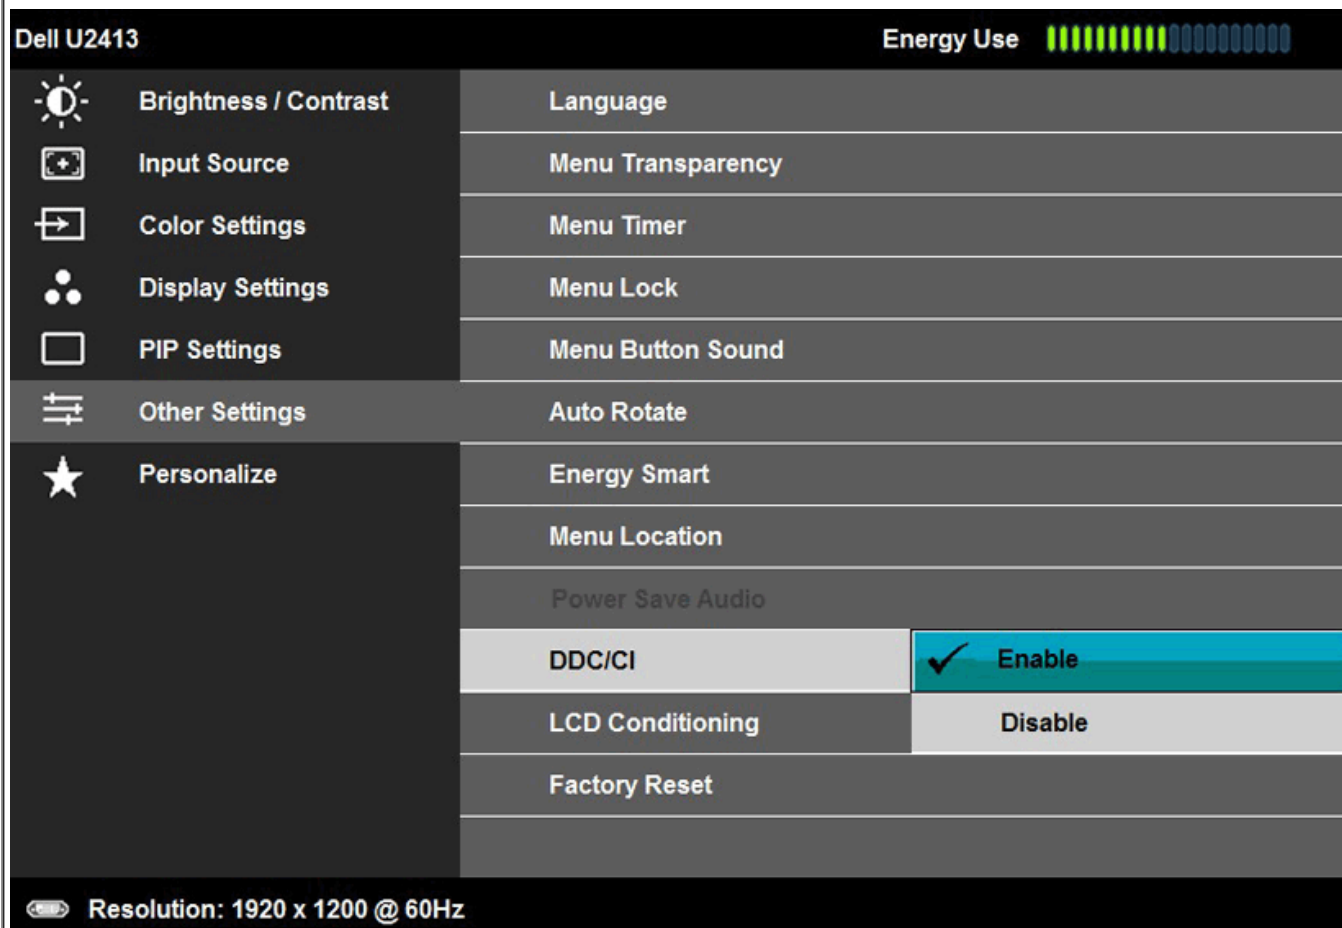 Dell U2413
Energy Use
Brightness / Contrast
Input Source
Color Settings
Display Settings
PIP Settings
Other Settings
Personalize
Language
Menu Transparency
Menu Timer
Menu Lock
Menu Button Sound
Auto Rotate
Energy Smart
Menu Location
Power Save Audio
DDC/CI
Enable
LCD Conditioning
Disable
Factory Reset
Resolution: 1920 x 1200 @ 60Hz